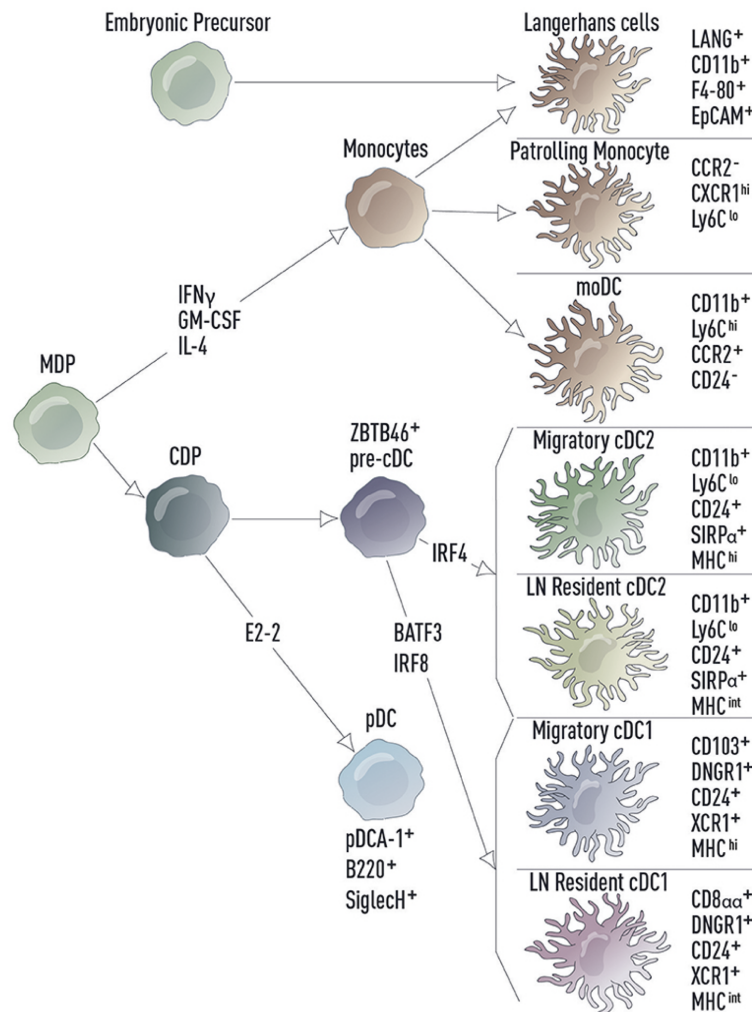 Embryonic Precursor
Langerhans cells
LANG⁺
CD11b⁺
F4-80⁺
EpCAM⁺
Monocytes
Patrolling Monocyte
CCR2⁻
CXCR1ʰⁱ
Ly6Cˡᵒ
IFNγ
GM-CSF
IL-4
moDC
CD11b⁺
Ly6Cʰⁱ
CCR2⁺
CD24⁻
MDP
CDP
ZBTB46⁺
pre-cDC
IRF4
Migratory cDC2
CD11b⁺
Ly6Cˡᵒ
CD24⁺
SIRPα⁺
MHCʰⁱ
E2-2
BATF3
IRF8
LN Resident cDC2
CD11b⁺
Ly6Cˡᵒ
CD24⁺
SIRPα⁺
MHCⁱⁿᵗ
pDC
pDCA-1⁺
B220⁺
SiglecH⁺
Migratory cDC1
CD103⁺
DNGR1⁺
CD24⁺
XCR1⁺
MHCʰⁱ
LN Resident cDC1
CD8αα⁺
DNGR1⁺
CD24⁺
XCR1⁺
MHCⁱⁿᵗ